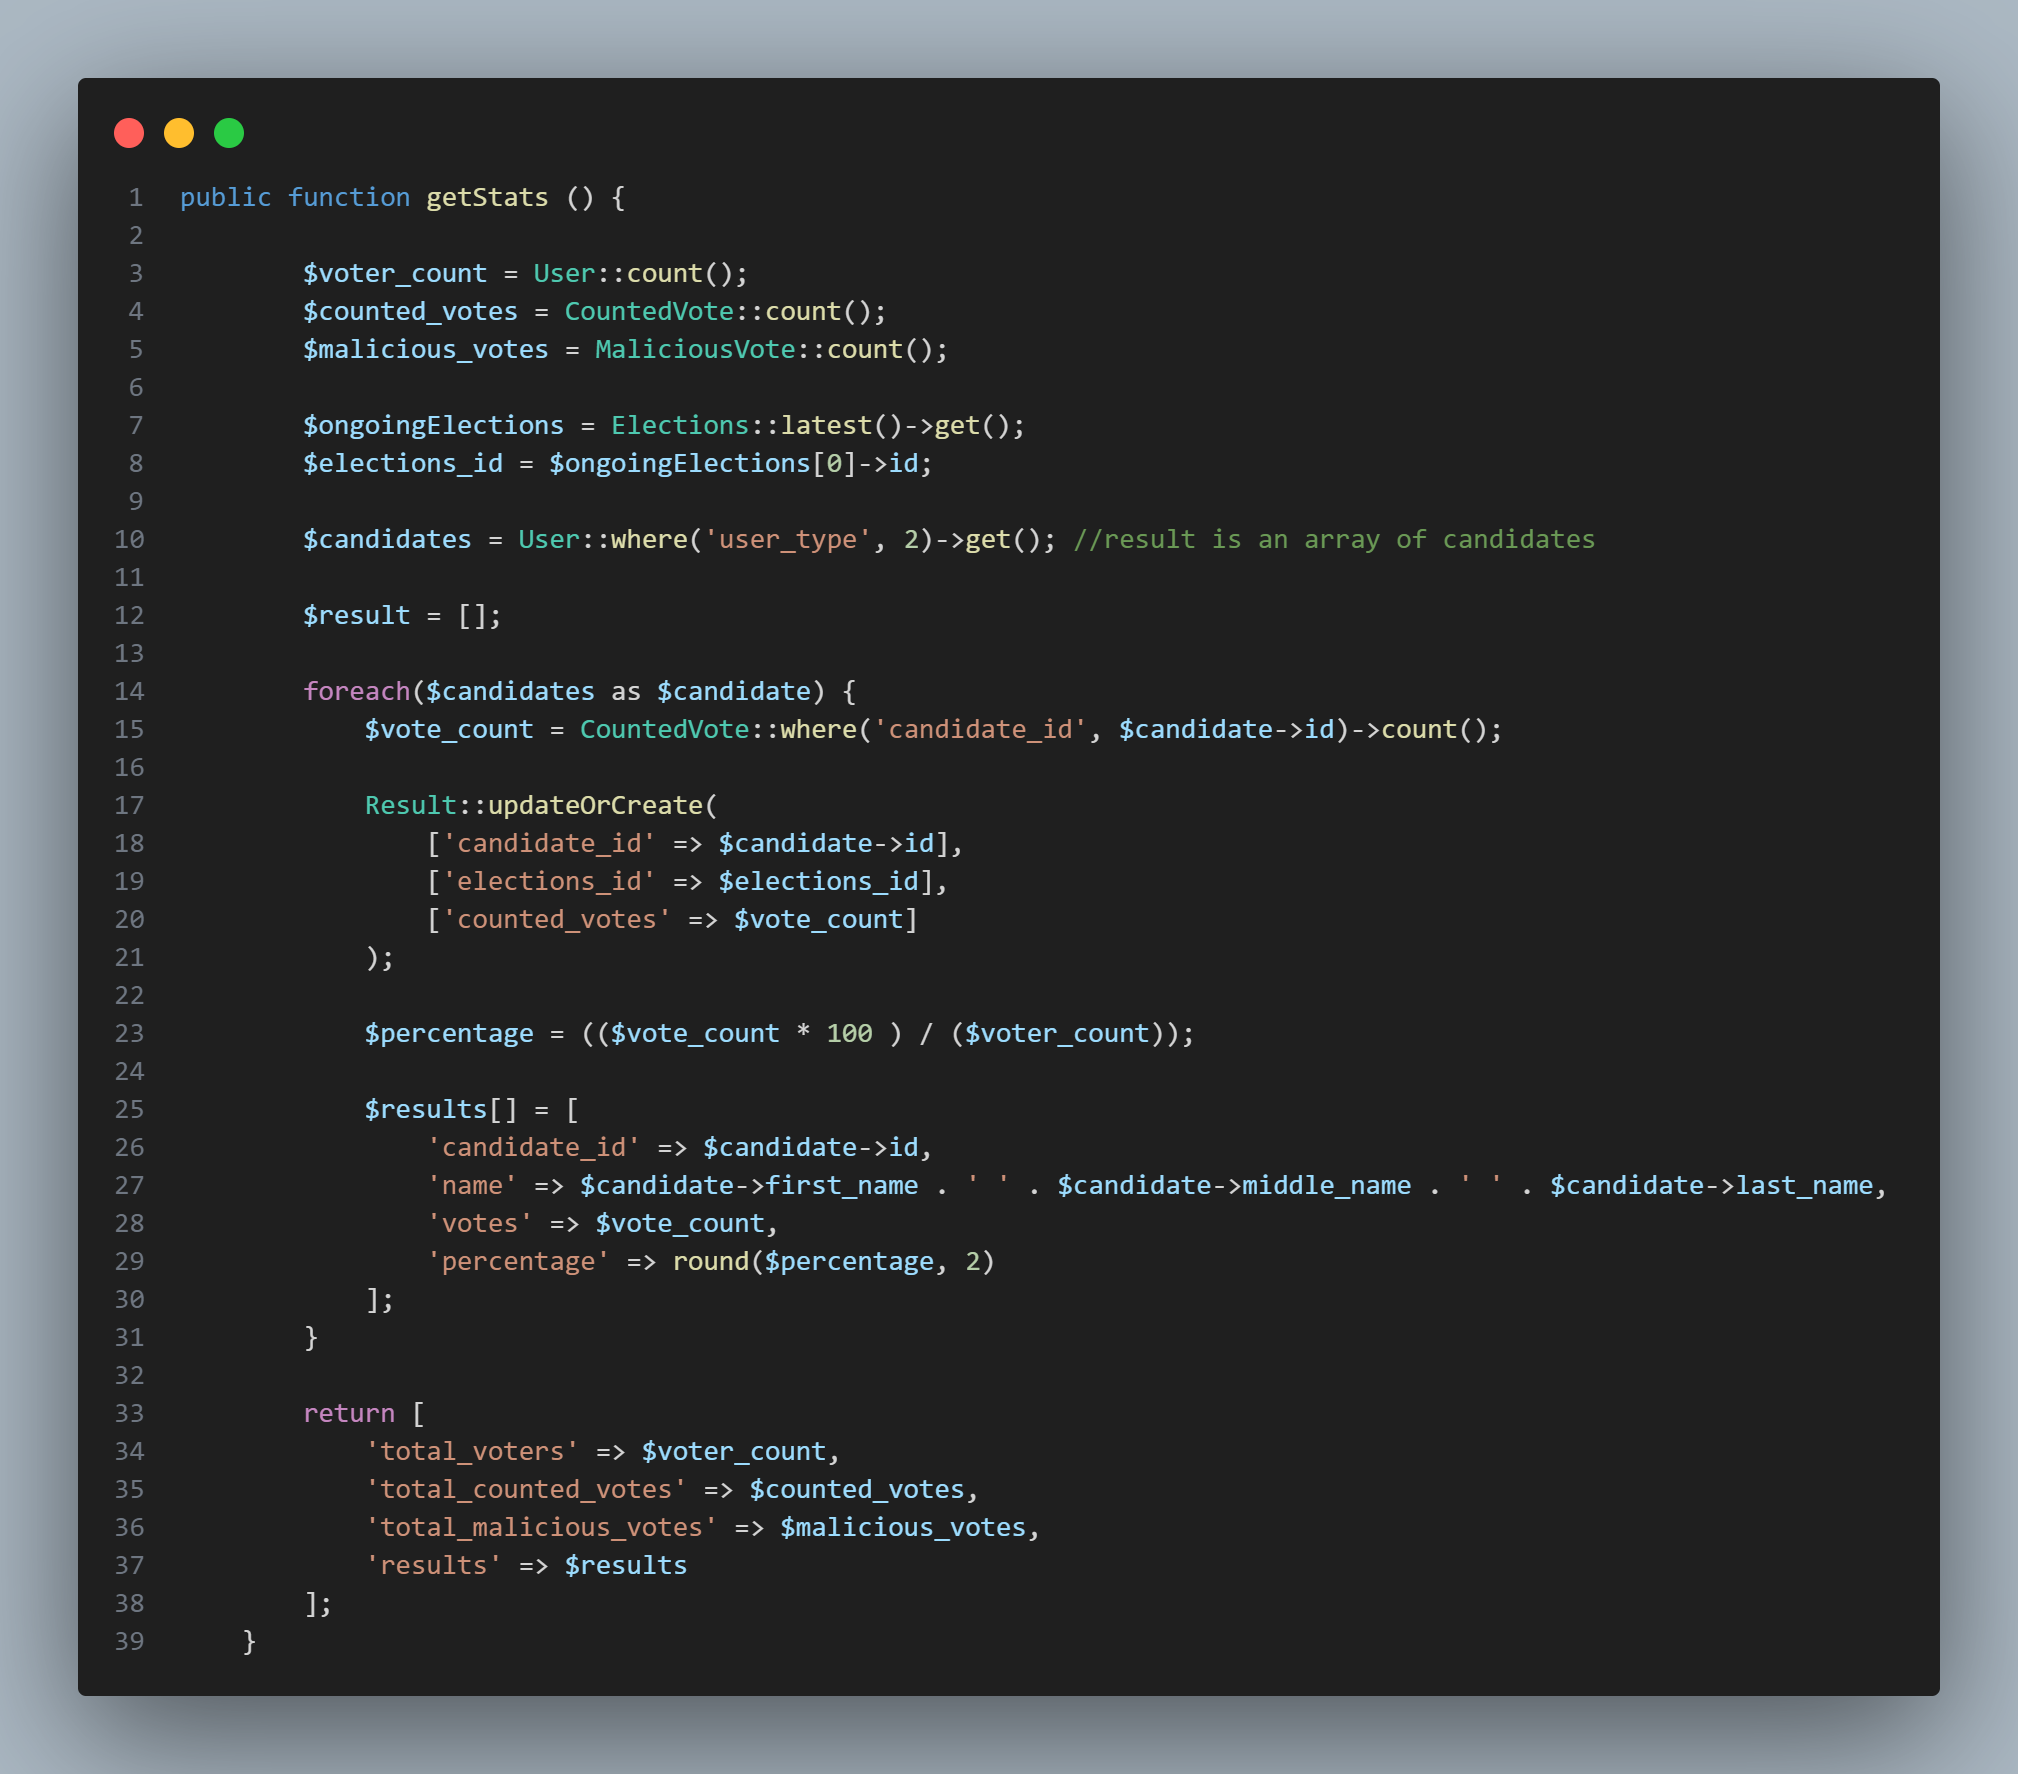 1 public function getStats () {
2
3 $voter_count = User::count();
4 $counted_votes = CountedVote::count();
5 $malicious_votes = MaliciousVote::count();
6
7 $ongoingElections = Elections::latest()->get();
8 $elections_id = $ongoingElections[0]->id;
9
10 $candidates = User::where('user_type', 2)->get(); //result is an array of candidates
11
12 $result = [];
13
14 foreach($candidates as $candidate) {
15 $vote_count = CountedVote::where('candidate_id', $candidate->id)->count();
16
17 Result::updateOrCreate(
18 ['candidate_id' => $candidate->id],
19 ['elections_id' => $elections_id],
20 ['counted_votes' => $vote_count]
21 );
22
23 $percentage = (($vote_count * 100 ) / ($voter_count));
24
25 $results[] = [
26 'candidate_id' => $candidate->id,
27 'name' => $candidate->first_name . ' ' . $candidate->middle_name . ' ' . $candidate->last_name,
28 'votes' => $vote_count,
29 'percentage' => round($percentage, 2)
30 ];
31 }
32
33 return [
34 'total_voters' => $voter_count,
35 'total_counted_votes' => $counted_votes,
36 'total_malicious_votes' => $malicious_votes,
37 'results' => $results
38 ];
39 }